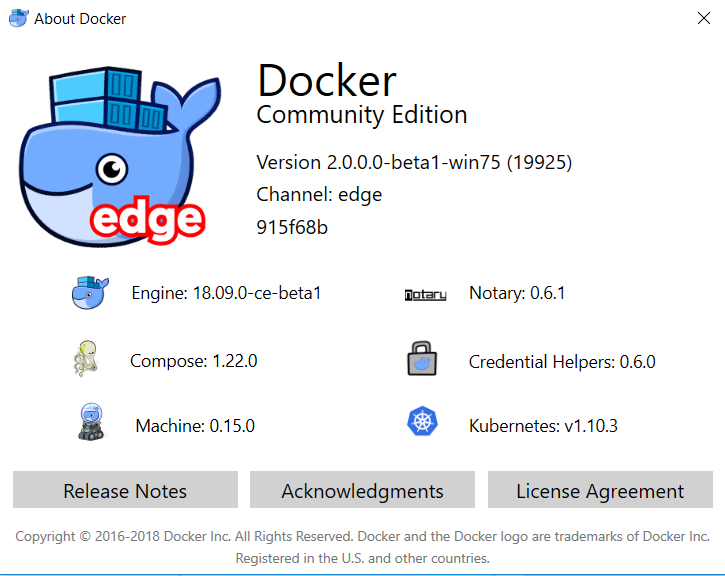 About Docker
Docker
Community Edition
Version 2.0.0.0-beta1-win75 (19925)
Channel: edge
915f68b
edge
Engine: 18.09.0-ce-beta1
notary
Notary: 0.6.1
Compose: 1.22.0
Credential Helpers: 0.6.0
Machine: 0.15.0
Kubernetes: v1.10.3
Release Notes
Acknowledgments
License Agreement
Copyright © 2016-2018 Docker Inc. All Rights Reserved. Docker and the Docker logo are trademarks of Docker Inc.
Registered in the U.S. and other countries.